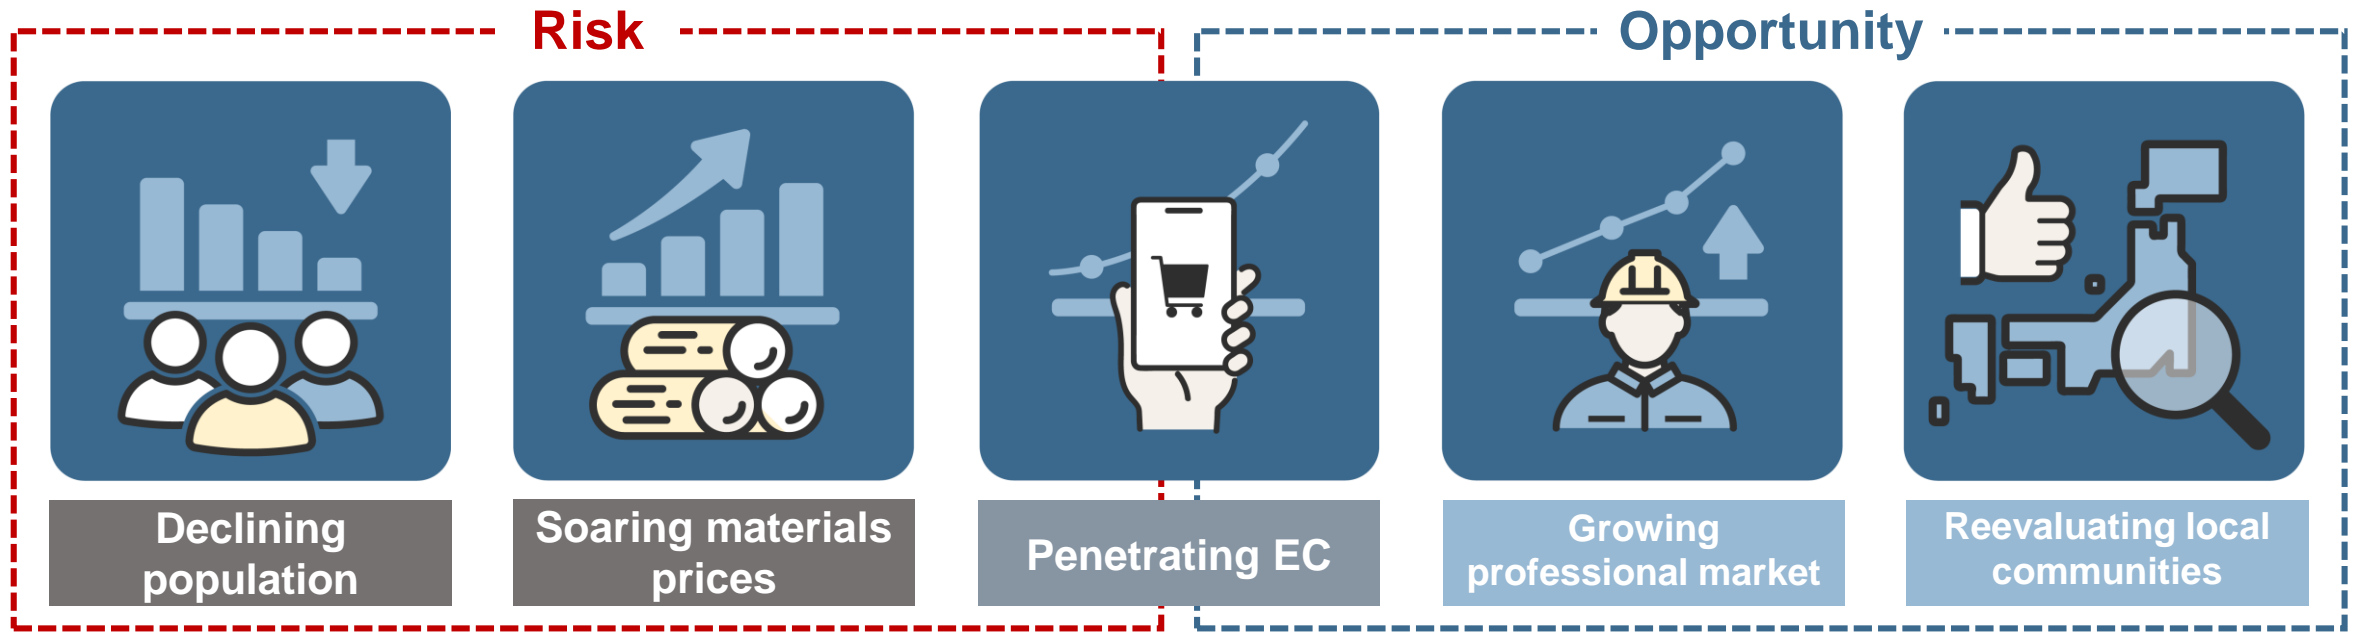 Risk
Opportunity
Declining
population
Soaring materials
prices
Penetrating EC
Growing
professional market
Reevaluating local
communities